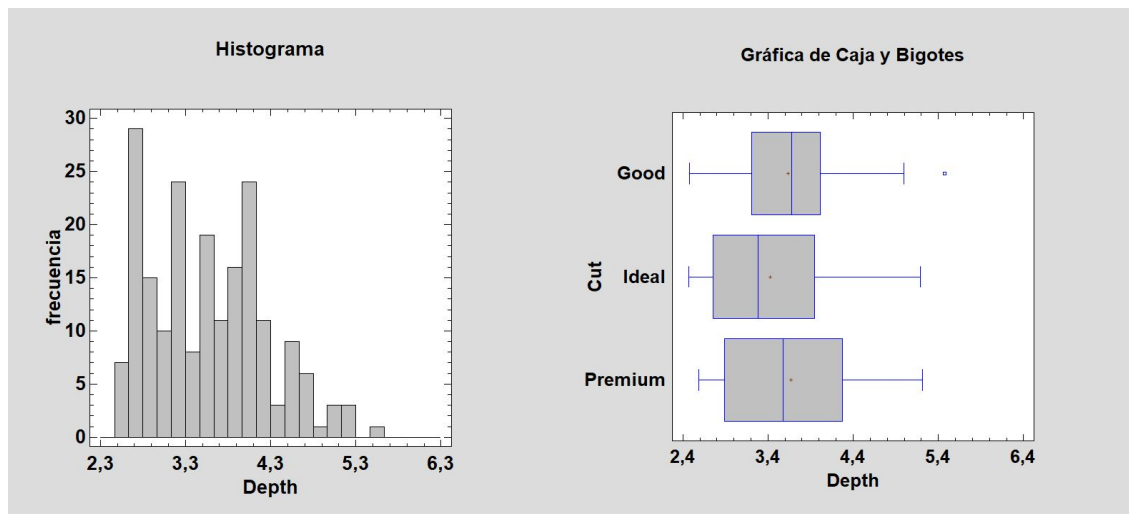 Histograma
frecuencia
30
25
20
15
10
5
0
2,3 3,3 4,3 5,3 6,3
Depth
Gráfica de Caja y Bigotes
Cut
Good
Ideal
Premium
2,4 3,4 4,4 5,4 6,4
Depth